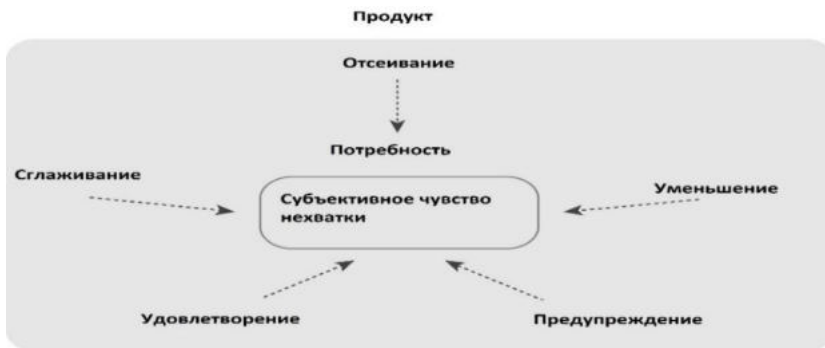 Продукт
Отсеивание
Потребность
Сглаживание
Субъективное чувство
нехватки
Уменьшение
Удовлетворение
Предупреждение